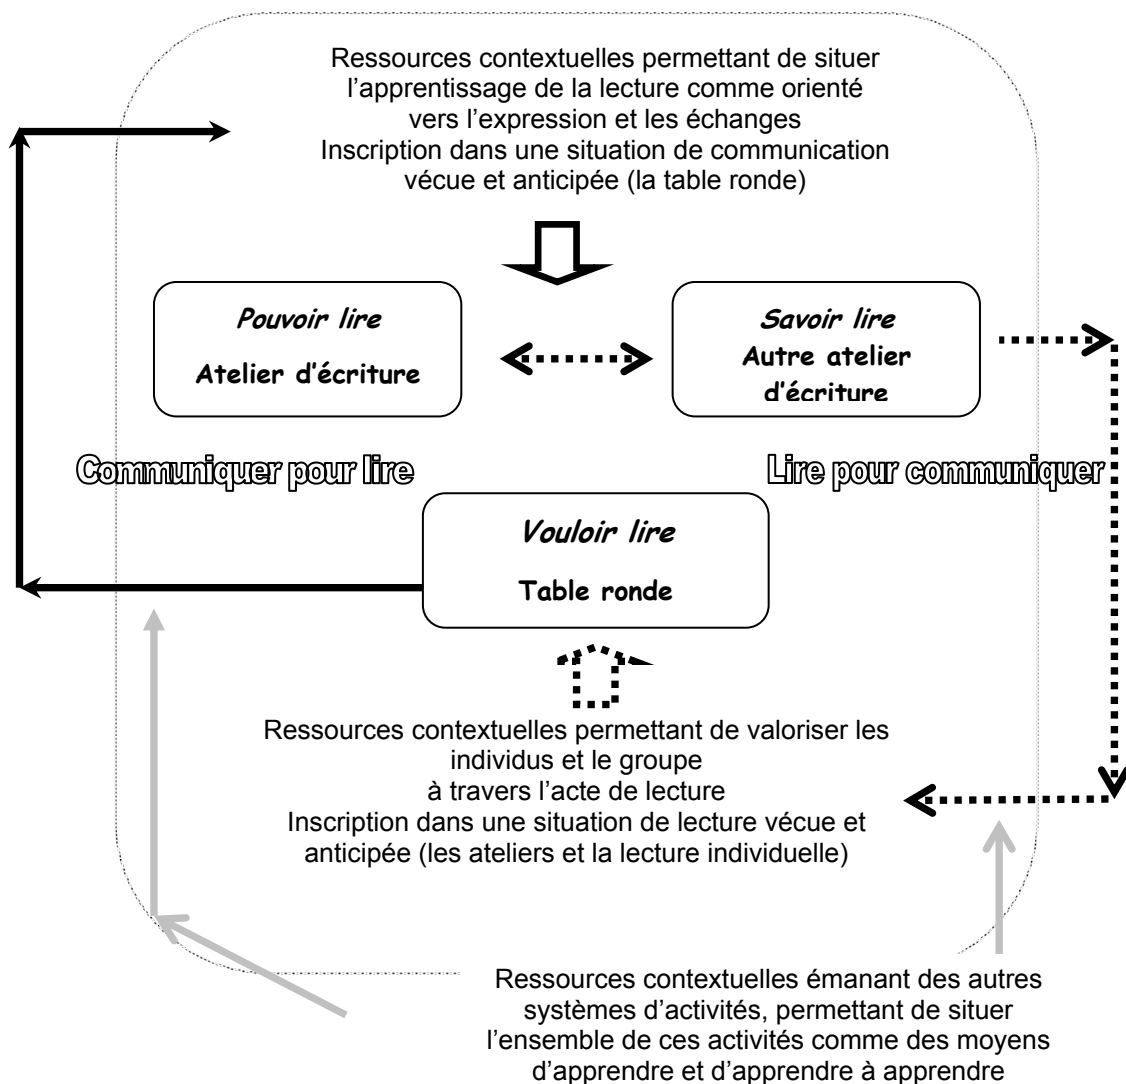 Ressources contextuelles permettant de situer
l’apprentissage de la lecture comme orienté
vers l’expression et les échanges
Inscription dans une situation de communication
vécue et anticipée (la table ronde)
Pouvoir lire
Atelier d’écriture
Savoir lire
Autre atelier
d’écriture
Communiquer pour lire
Lire pour communiquer
Vouloir lire
Table ronde
Ressources contextuelles permettant de valoriser les
individus et le groupe
à travers l’acte de lecture
Inscription dans une situation de lecture vécue et
anticipée (les ateliers et la lecture individuelle)
Ressources contextuelles émanant des autres
systèmes d’activités, permettant de situer
l’ensemble de ces activités comme des moyens
d’apprendre et d’apprendre à apprendre